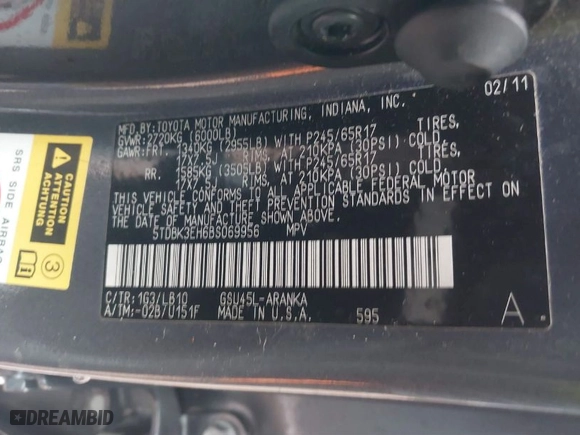 02/11
MFD.BY:TOYOTA MOTOR MANUFACTURING, INDIANA, INC.
GVWR:2720KG (6000LB)
GAWR:FRT. 1340KG (2955LB) WITH P245/65R17 TIRES,
17X7.5J RIMS, AT 210KPA (30PSI) COLD
RR. 1595KG (3505LB) WITH P245/65R17 TIRES,
17X7.5J RIMS, AT 210KPA (30PSI) COLD
THIS VEHICLE CONFORMS TO ALL APPLICABLE FEDERAL MOTOR
VEHICLE SAFETY AND THEFT PREVENTION STANDARDS IN EFFECT ON
THE DATE OF MANUFACTURE SHOWN ABOVE.
5TDBK3EH6BS069956 MPV
C/TR:1G3/LB10 GSU45L-ARANKA
A/TM:-02B/U151F MADE IN U.S.A. 595 A
SRS SIDE AIRBAG
CAUTION
3
DREAMBID